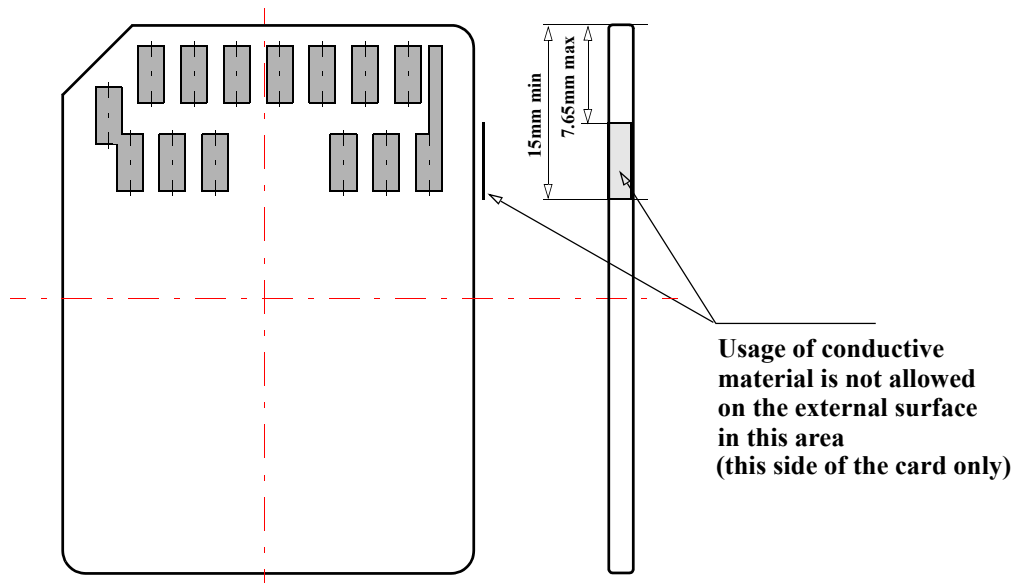 15mm min
7.65mm max
Usage of conductive
material is not allowed
on the external surface
in this area
(this side of the card only)